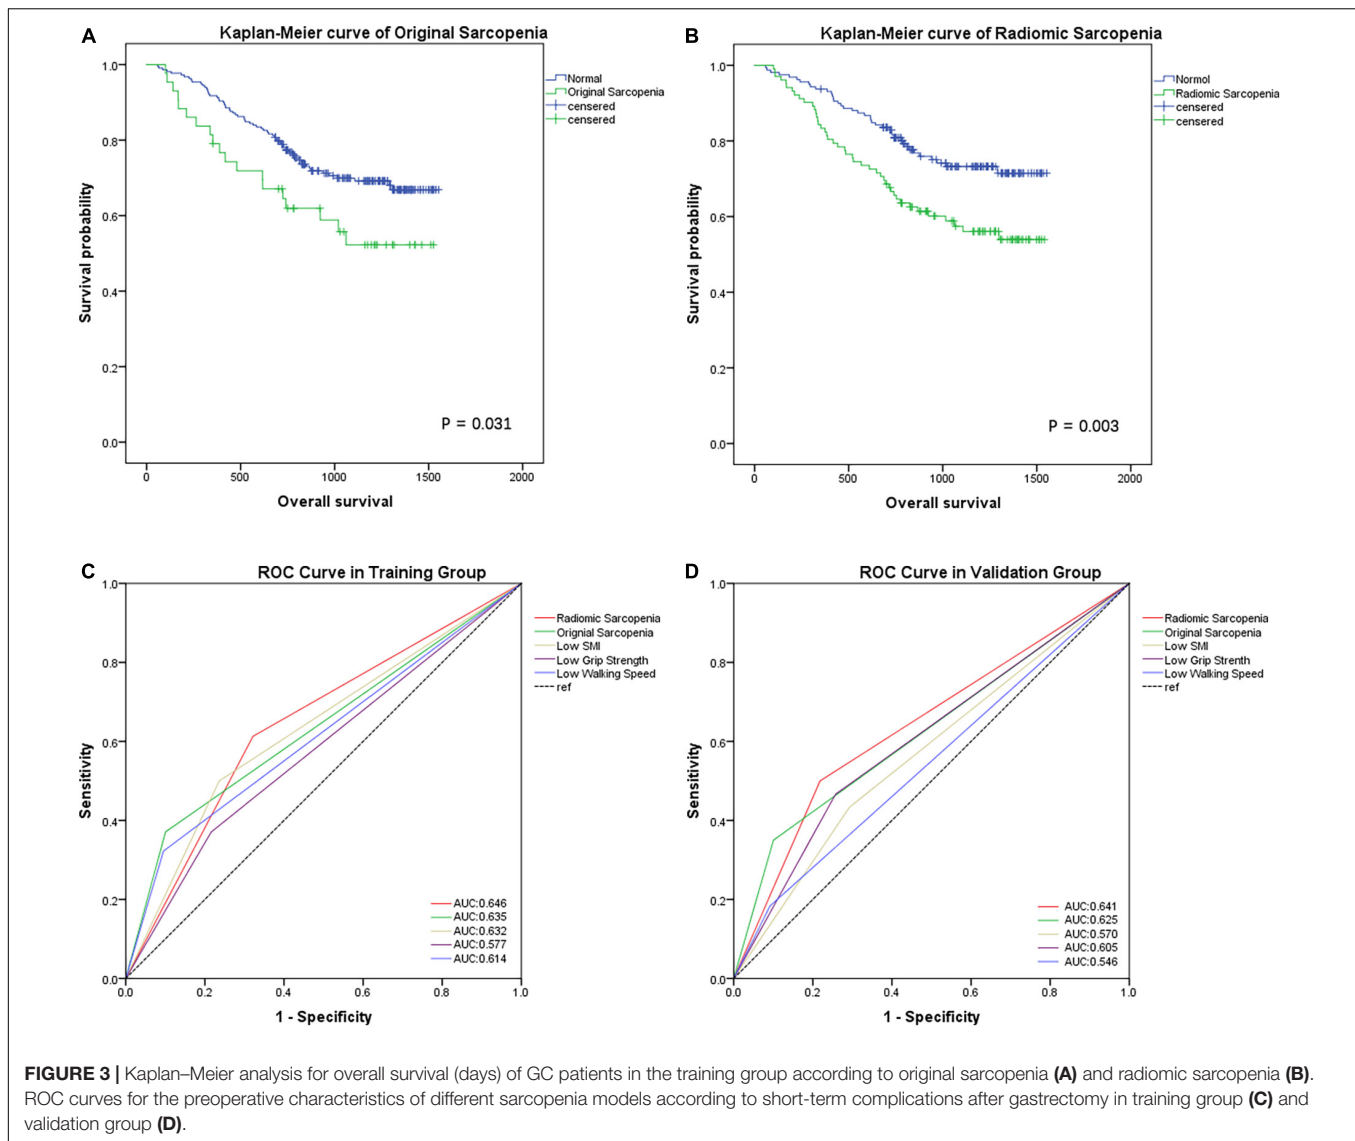 A
Kaplan-Meier curve of Original Sarcopenia
Survival probability
1.0
0.8
0.6
0.4
0.2
0.0
0
500
1000
1500
2000
Overall survival
Normal
Original Sarcopenia
censered
censered
P = 0.031
B
Kaplan-Meier curve of Radiomic Sarcopenia
Survival probability
1.0
0.8
0.6
0.4
0.2
0.0
0
500
1000
1500
2000
Overall survival
Normol
Radiomic Sarcopenia
censered
censered
P = 0.003
C
ROC Curve in Training Group
Sensitivity
1.0
0.8
0.6
0.4
0.2
0.0
0.0
0.2
0.4
0.6
0.8
1.0
1 - Specificity
Radiomic Sarcopenia
Orignial Sarcopenia
Low SMI
Low Grip Strength
Low Walking Speed
ref
AUC:0.646
AUC:0.635
AUC:0.632
AUC:0.577
AUC:0.614
D
ROC Curve in Validation Group
Sensitivity
1.0
0.8
0.6
0.4
0.2
0.0
0.0
0.2
0.4
0.6
0.8
1.0
1 - Specificity
Radiomic Sarcopenia
Original Sarcopenia
Low SMI
Low Grip Strenth
Low Walking Speed
ref
AUC:0.641
AUC:0.625
AUC:0.570
AUC:0.605
AUC:0.546
FIGURE 3 | Kaplan–Meier analysis for overall survival (days) of GC patients in the training group according to original sarcopenia (A) and radiomic sarcopenia (B).
ROC curves for the preoperative characteristics of different sarcopenia models according to short-term complications after gastrectomy in training group (C) and
validation group (D).